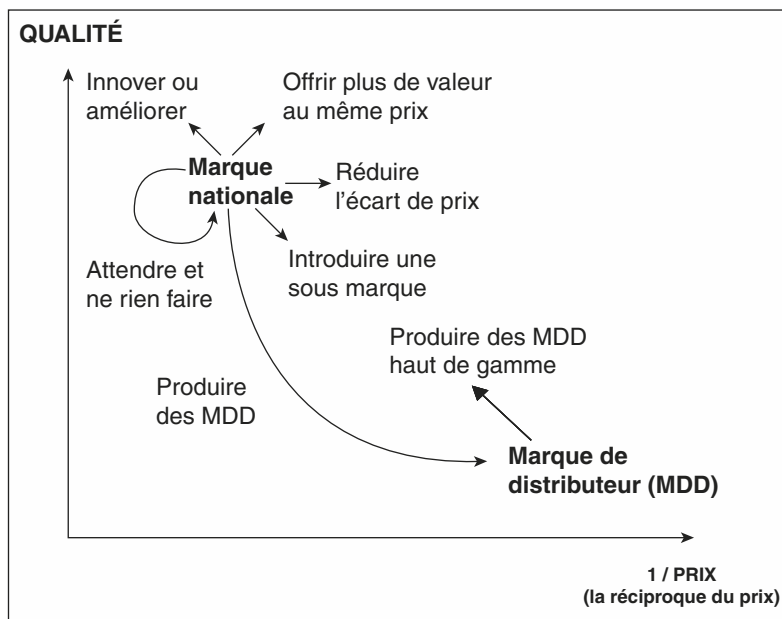 QUALITÉ
Innover ou
améliorer
Offrir plus de valeur
au même prix
Marque
nationale
Réduire
l'écart de prix
Attendre et
ne rien faire
Introduire une
sous marque
Produire des MDD
haut de gamme
Produire
des MDD
Marque de
distributeur (MDD)
1 / PRIX
(la réciproque du prix)